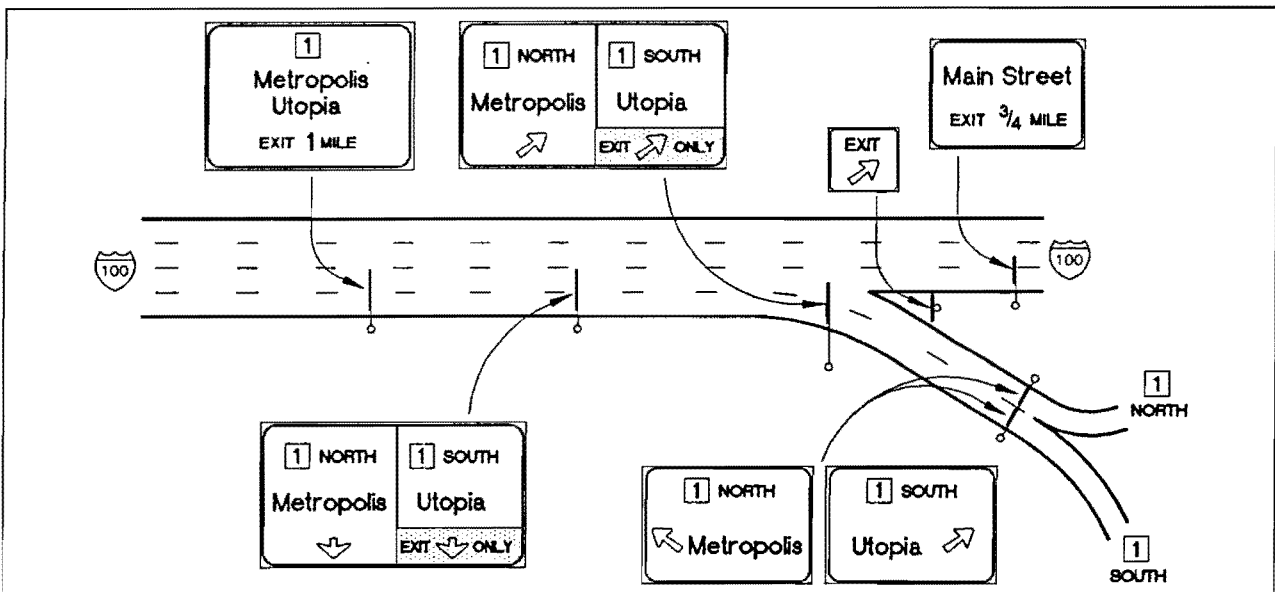 1
Metropolis
Utopia
EXIT 1 MILE
1 NORTH
Metropolis
1 SOUTH
Utopia
EXIT ONLY
EXIT
Main Street
EXIT 3/4 MILE
100
100
1 NORTH
Metropolis
1 SOUTH
Utopia
EXIT ONLY
1 NORTH
Metropolis
1 SOUTH
Utopia
1
NORTH
1
SOUTH